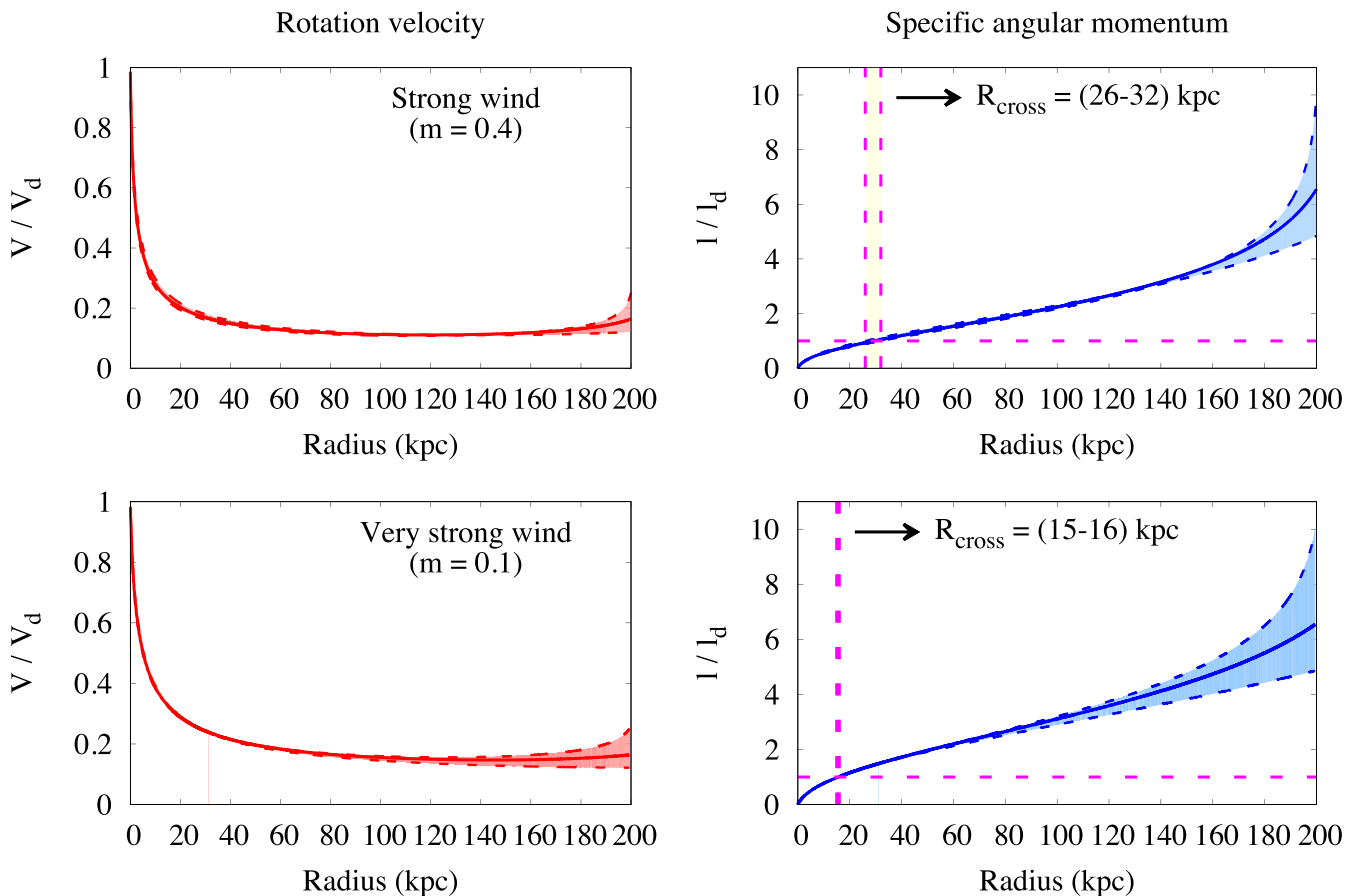 Rotation velocity
Specific angular momentum
V / V_d
1
0.8
0.6
0.4
0.2
0
Strong wind
(m = 0.4)
0 20 40 60 80 100 120 140 160 180 200
Radius (kpc)
l / l_d
10
8
6
4
2
0
R_cross = (26-32) kpc
0 20 40 60 80 100 120 140 160 180 200
Radius (kpc)
V / V_d
1
0.8
0.6
0.4
0.2
0
Very strong wind
(m = 0.1)
0 20 40 60 80 100 120 140 160 180 200
Radius (kpc)
l / l_d
10
8
6
4
2
0
R_cross = (15-16) kpc
0 20 40 60 80 100 120 140 160 180 200
Radius (kpc)